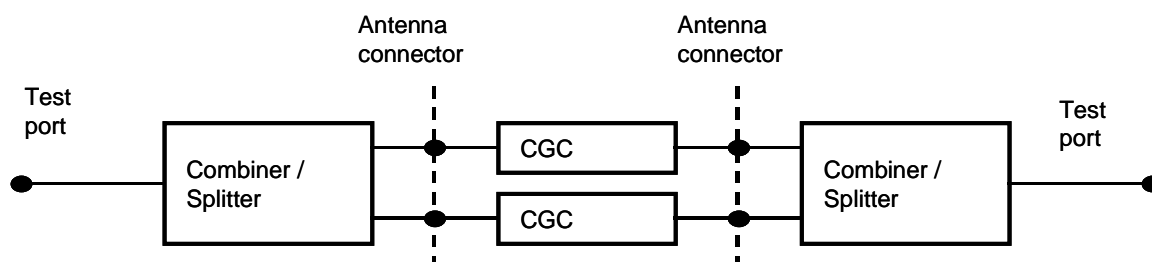 Antenna
connector
Antenna
connector
Test
port
Test
port
CGC
Combiner /
Splitter
Combiner /
Splitter
CGC